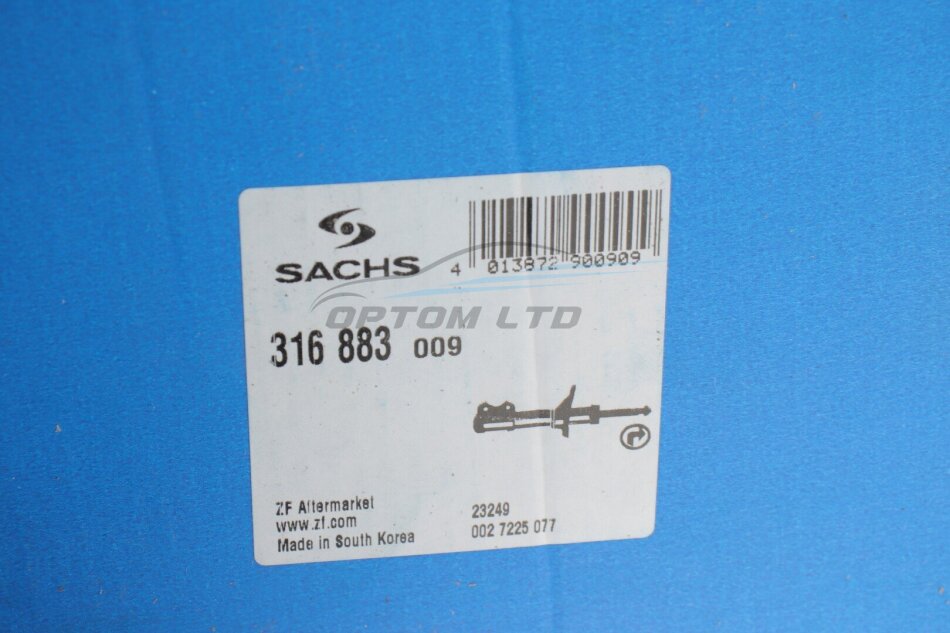 SACHS
4 013872 900909
OPTOM LTD
316 883 009
ZF Aftermarket
www.zf.com
Made in South Korea
23249
002 7225 077